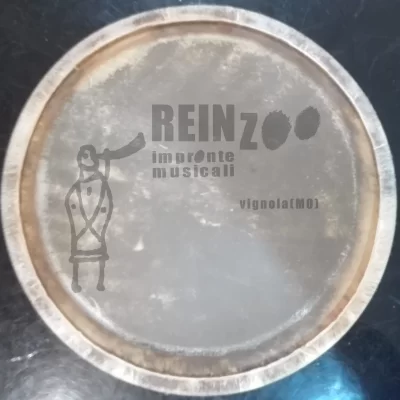 REINZOO
impronte
musicali
vignola(MO)